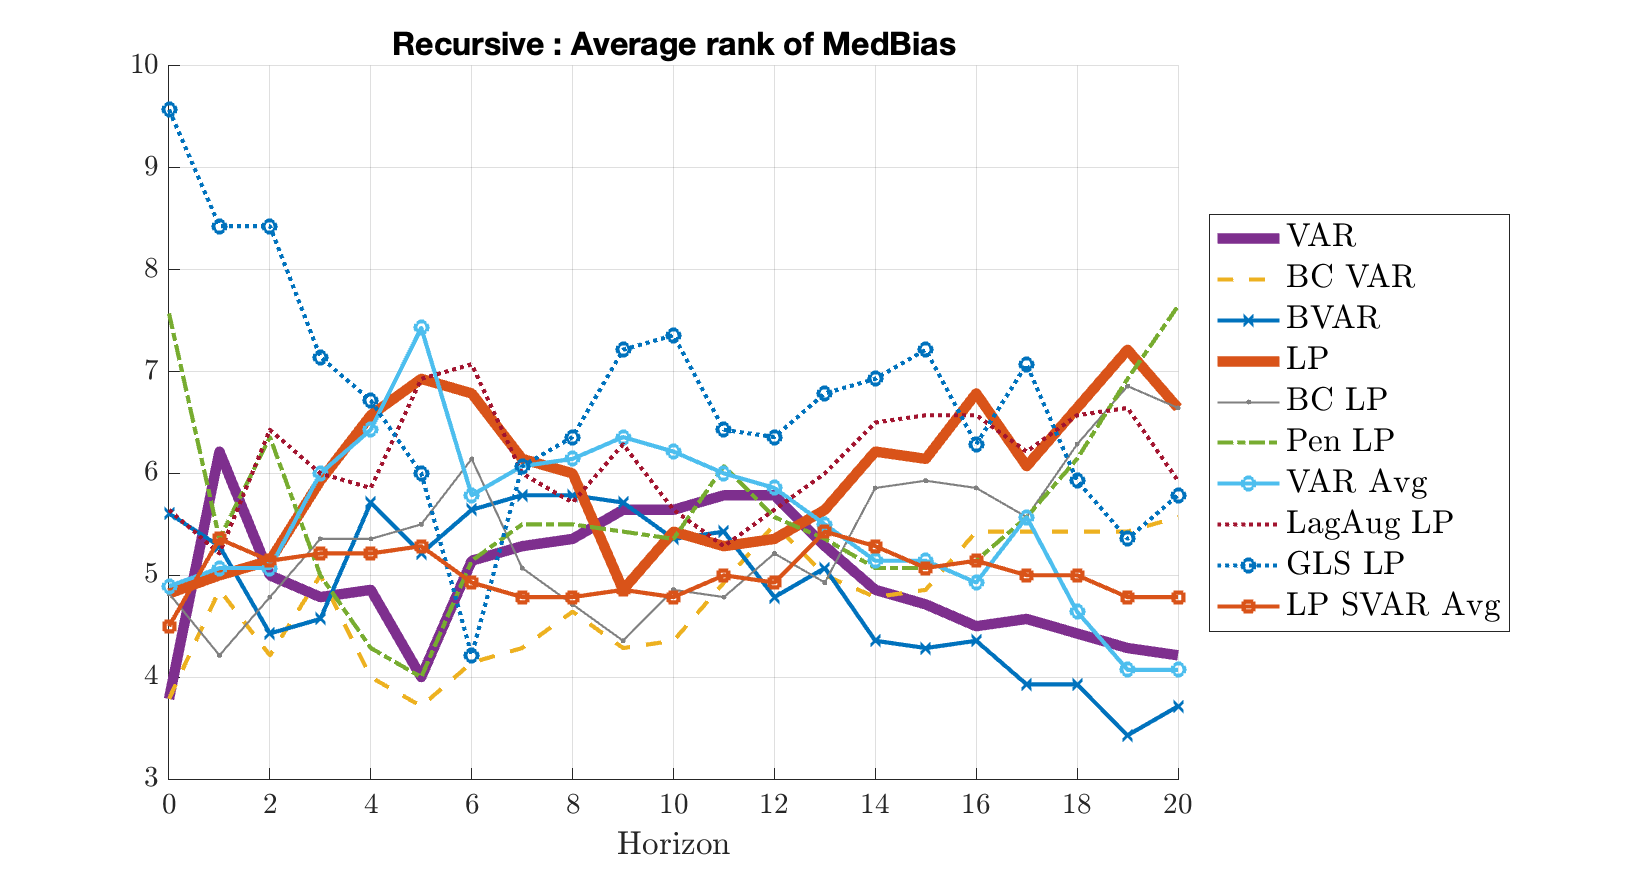 Recursive : Average rank of MedBias
10
9
8
7
6
5
4
3
0 2 4 6 8 10 12 14 16 18 20
Horizon
VAR
BC VAR
BVAR
LP
BC LP
Pen LP
VAR Avg
LagAug LP
GLS LP
LP SVAR Avg